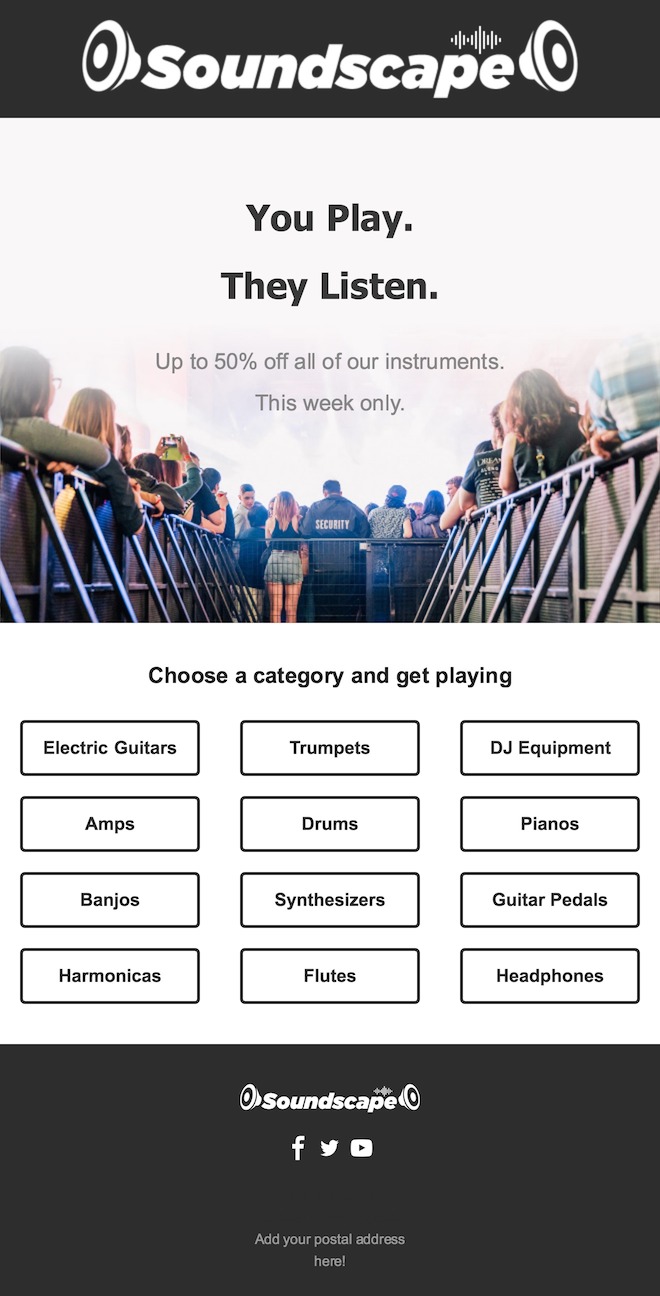 Soundscape
You Play.
They Listen.
Up to 50% off all of our instruments.
This week only.
SECURITY
Choose a category and get playing
Electric Guitars
Trumpets
DJ Equipment
Amps
Drums
Pianos
Banjos
Synthesizers
Guitar Pedals
Harmonicas
Flutes
Headphones
Soundscape
Add your postal address
here!